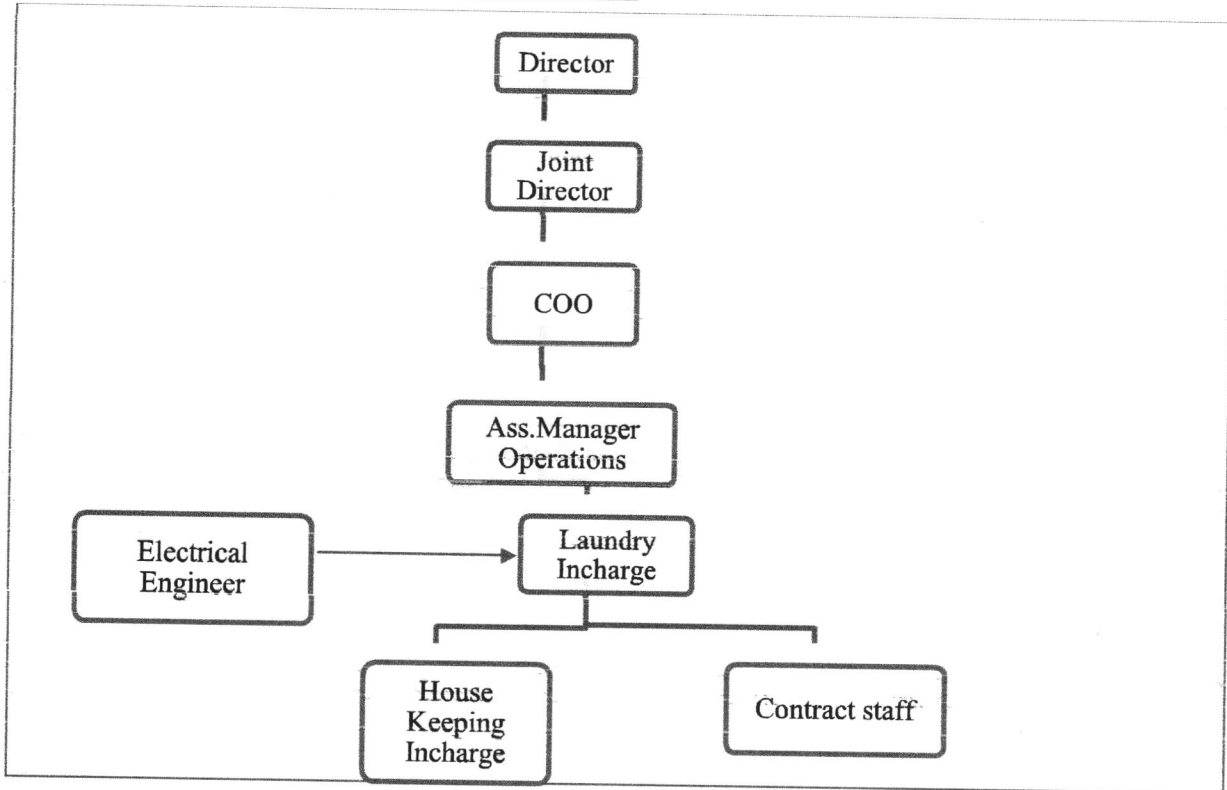 Director
Joint
Director
COO
Ass.Manager
Operations
Electrical
Engineer
Laundry
Incharge
House
Keeping
Incharge
Contract staff